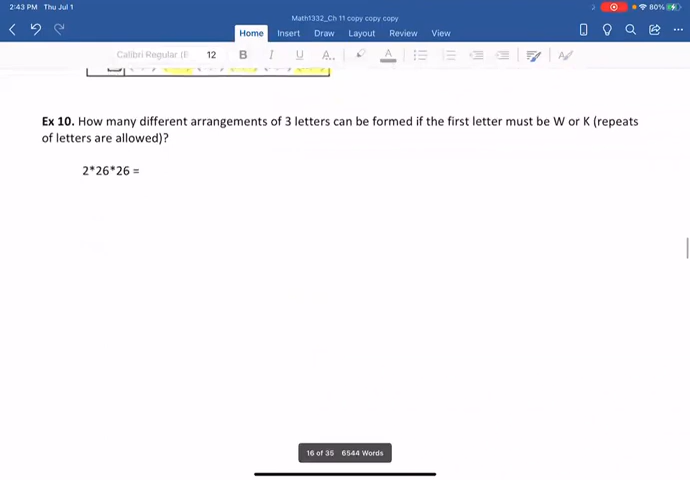 2:43 PM Thu Jul 1
80%
Math1332_Ch 11 copy copy copy
Home Insert Draw Layout Review View
Calibri Regular (B 12 B I U A...
Ex 10. How many different arrangements of 3 letters can be formed if the first letter must be W or K (repeats
of letters are allowed)?
2*26*26 =
16 of 35 6544 Words